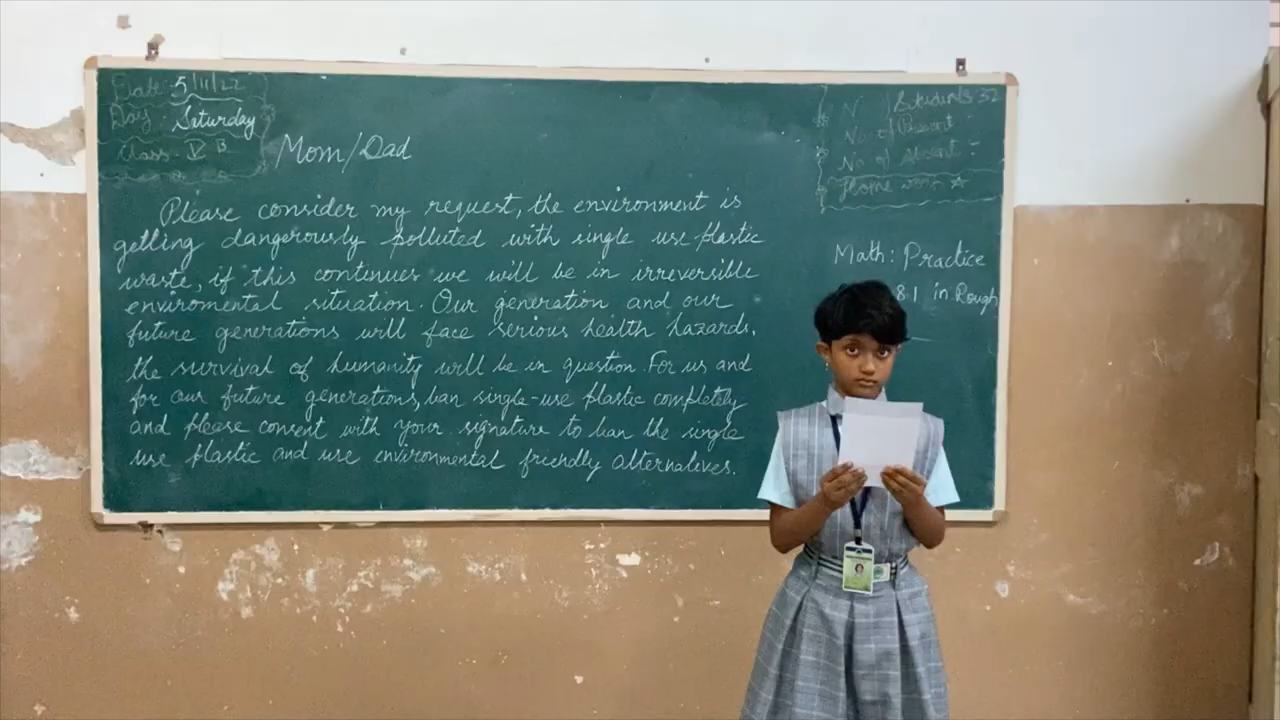 Date: 5/11/22
Day: Saturday
Class: V B
Mom/Dad
Please consider my request, the environment is
getting dangerously polluted with single use plastic
waste, if this continues we will be in irreversible
enviromental situation. Our generation and our
future generations will face serious health hazards,
the survival of humanity will be in question. For us and
for our future generations, ban single-use plastic completely
and please consent with your signature to ban the single
use plastic and use environmental friendly alternatives.
N Students 32
No. of Present -
No of Absent -
Home work
Math: Practice
8.1 in Rough